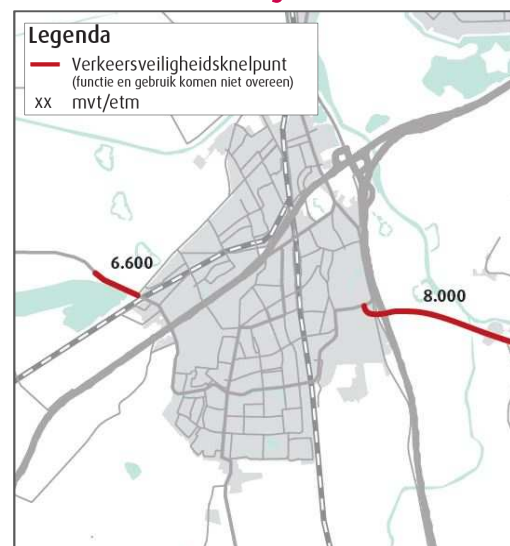 Legenda
Verkeersveiligheidsknelpunt
(functie en gebruik komen niet overeen)
xx mvt/etm
6.600
8.000